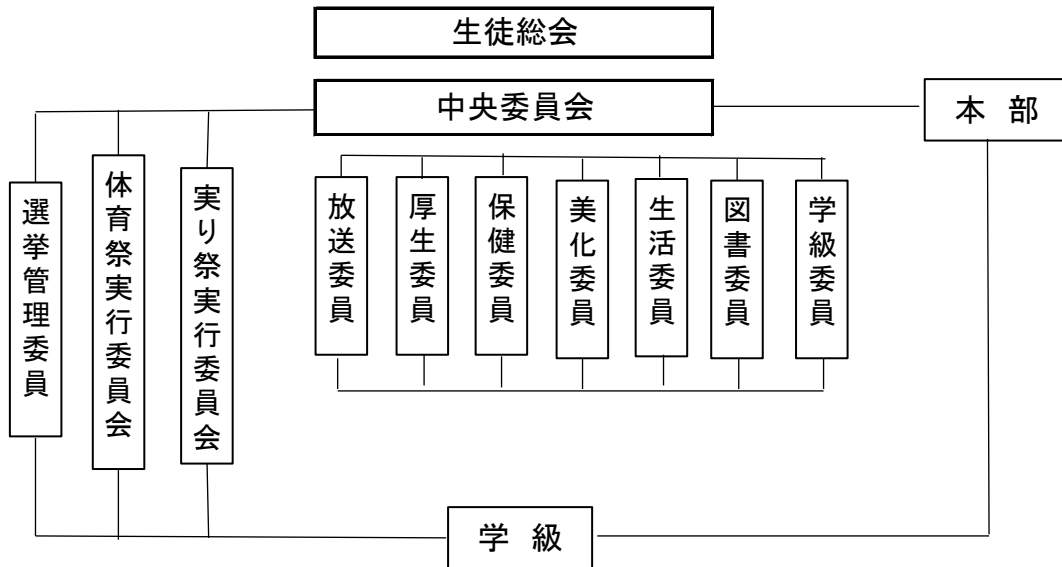 生徒総会
中央委員会
本 部
選挙管理委員
体育祭実行委員会
実り祭実行委員会
放送委員
厚生委員
保健委員
美化委員
生活委員
図書委員
学級委員
学 級